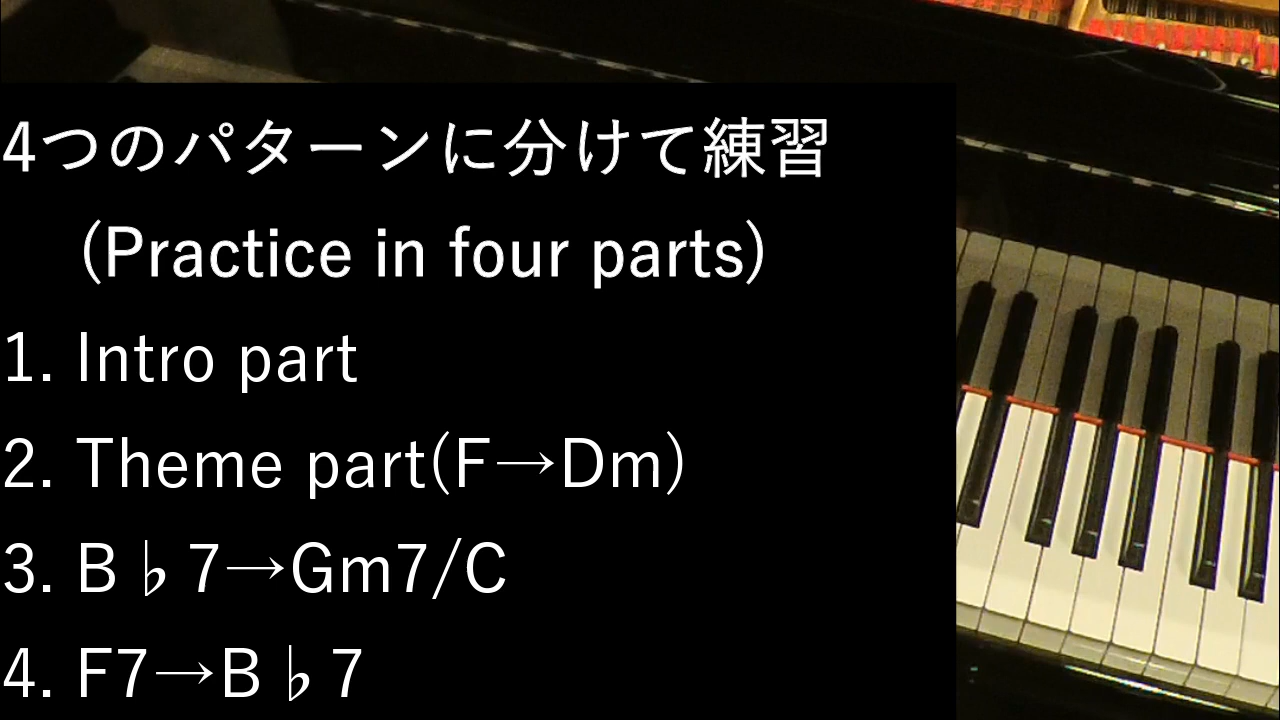 4つのパターンに分けて練習
(Practice in four parts)
1. Intro part
2. Theme part(F→Dm)
3. B♭7→Gm7/C
4. F7→B♭7